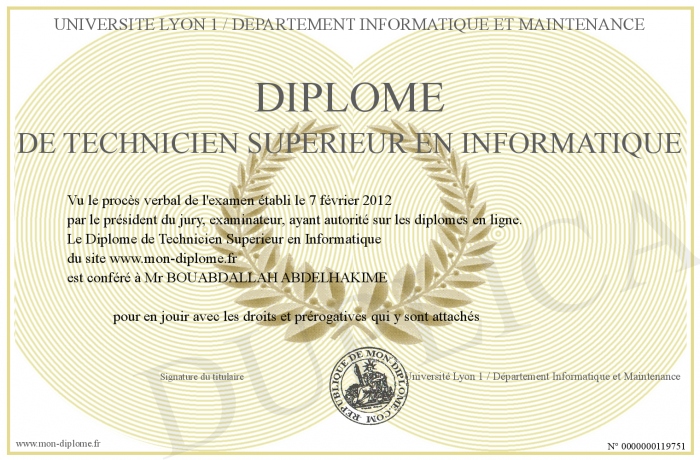 UNIVERSITE LYON 1 / DEPARTEMENT INFORMATIQUE ET MAINTENANCE
DIPLOME
DE TECHNICIEN SUPERIEUR EN INFORMATIQUE
Vu le procès verbal de l'examen établi le 7 février 2012
par le président du jury, examinateur, ayant autorité sur les diplomes en ligne.
Le Diplome de Technicien Superieur en Informatique
du site www.mon-diplome.fr
est conféré à Mr BOUABDALLAH ABDELHAKIME
pour en jouir avec les droits et prérogatives qui y sont attachés
Signature du titulaire
REPUBLIQUE DE MON-DIPLOME.COM
Université Lyon 1 / Département Informatique et Maintenance
www.mon-diplome.fr
N° 0000000119751
DUPLICA